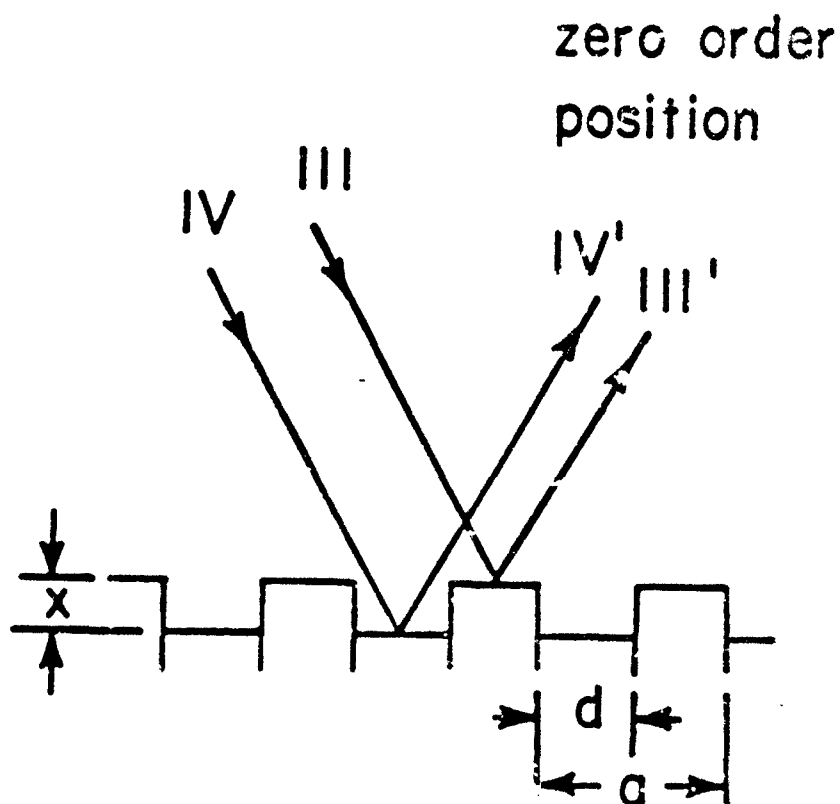 zero order
position
III
IV
IV'
III'
x
d
a